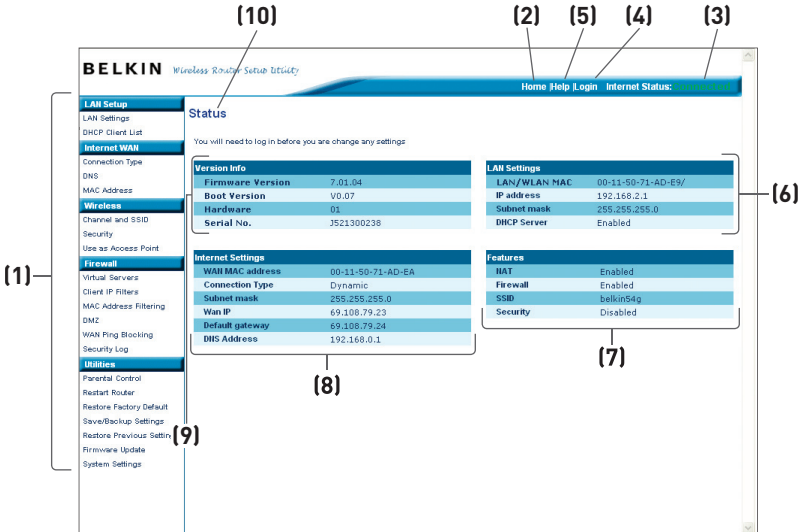 (10) (2) (5) (4) (3)
BELKIN Wireless Router Setup Utility
Home |Help |Login Internet Status:
LAN Setup
LAN Settings
DHCP Client List
Internet WAN
Connection Type
DNS
MAC Address
Wireless
Channel and SSID
Security
Use as Access Point
Firewall
Virtual Servers
Client IP Filters
MAC Address Filtering
DMZ
WAN Ping Blocking
Security Log
Utilities
Parental Control
Restart Router
Restore Factory Default
Save/Backup Settings
Restore Previous Settin
Firmware Update
System Settings
(1)
(9)
Status
You will need to log in before you are change any settings
Version Info
Firmware Version 7.01.04
Boot Version V0.07
Hardware 01
Serial No. J521300238
LAN Settings
LAN/WLAN MAC 00-11-50-71-AD-E9/
IP address 192.168.2.1
Subnet mask 255.255.255.0
DHCP Server Enabled
(6)
Internet Settings
WAN MAC address 00-11-50-71-AD-EA
Connection Type Dynamic
Subnet mask 255.255.255.0
Wan IP 69.108.79.23
Default gateway 69.108.79.24
DNS Address 192.168.0.1
(8)
Features
NAT Enabled
Firewall Enabled
SSID belkin54g
Security Disabled
(7)